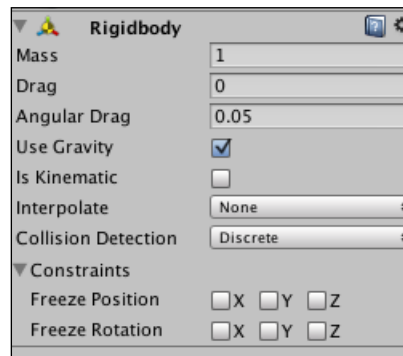 Rigidbody
Mass 1
Drag 0
Angular Drag 0.05
Use Gravity
Is Kinematic
Interpolate None
Collision Detection Discrete
Constraints
Freeze Position X Y Z
Freeze Rotation X Y Z